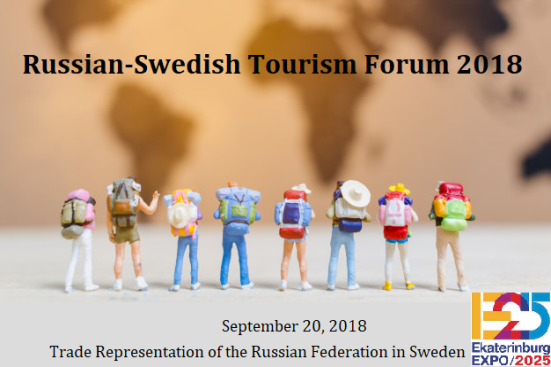 Russian-Swedish Tourism Forum 2018
September 20, 2018
Trade Representation of the Russian Federation in Sweden
E25
Ekaterinburg
EXPO/2025